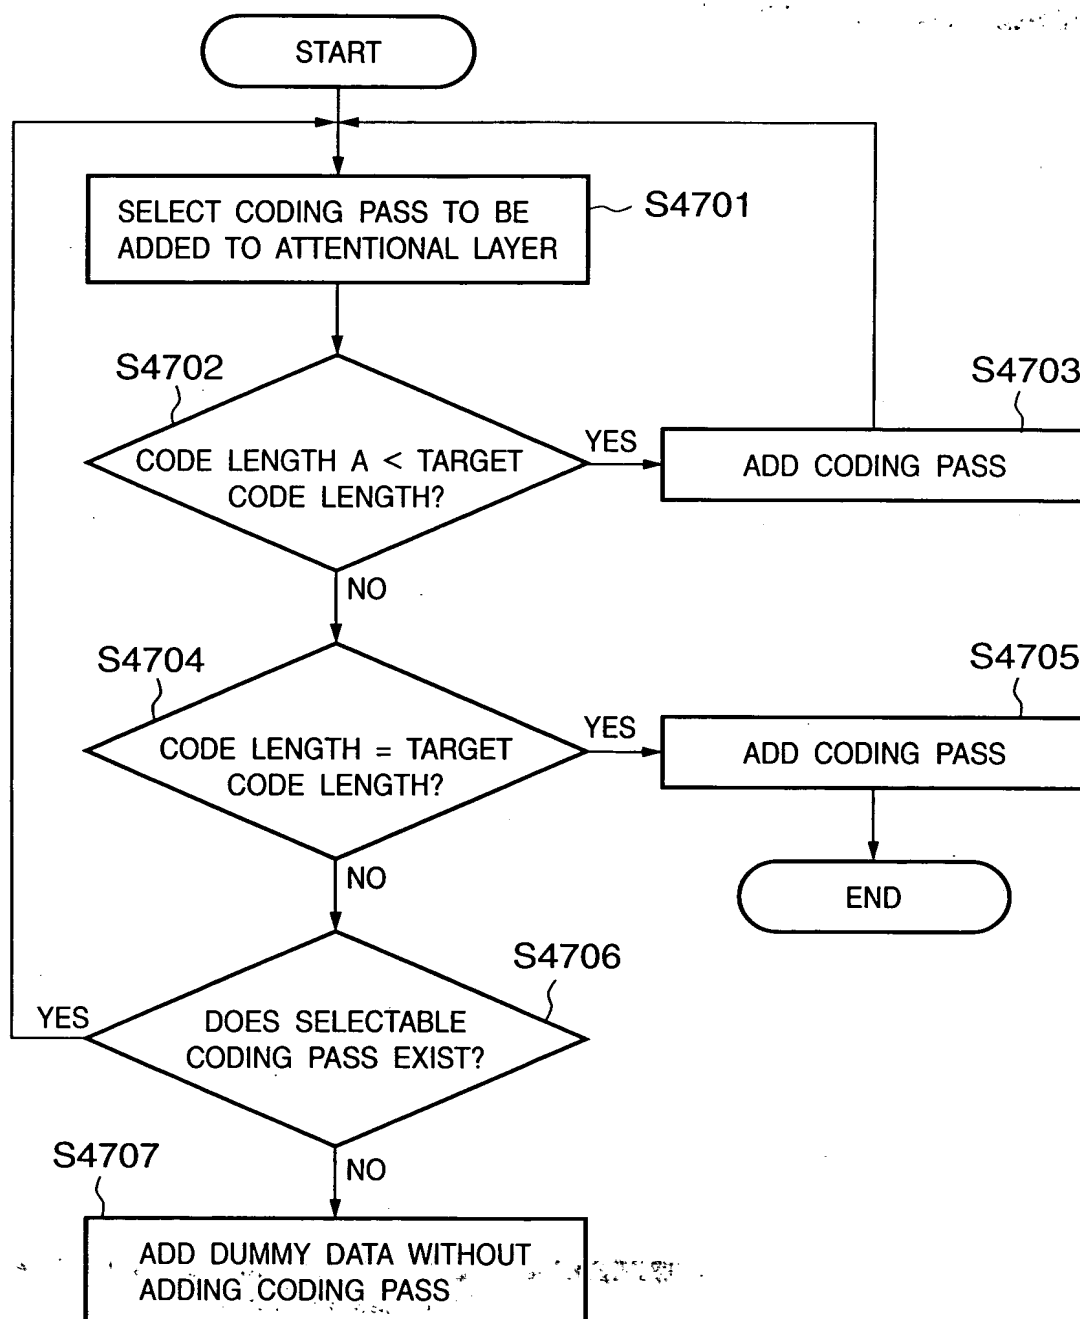 START
SELECT CODING PASS TO BE
ADDED TO ATTENTIONAL LAYER
S4701
S4702
CODE LENGTH A < TARGET
CODE LENGTH?
YES
S4703
ADD CODING PASS
NO
S4704
CODE LENGTH = TARGET
CODE LENGTH?
YES
S4705
ADD CODING PASS
NO
END
S4706
DOES SELECTABLE
CODING PASS EXIST?
YES
NO
S4707
ADD DUMMY DATA WITHOUT
ADDING CODING PASS